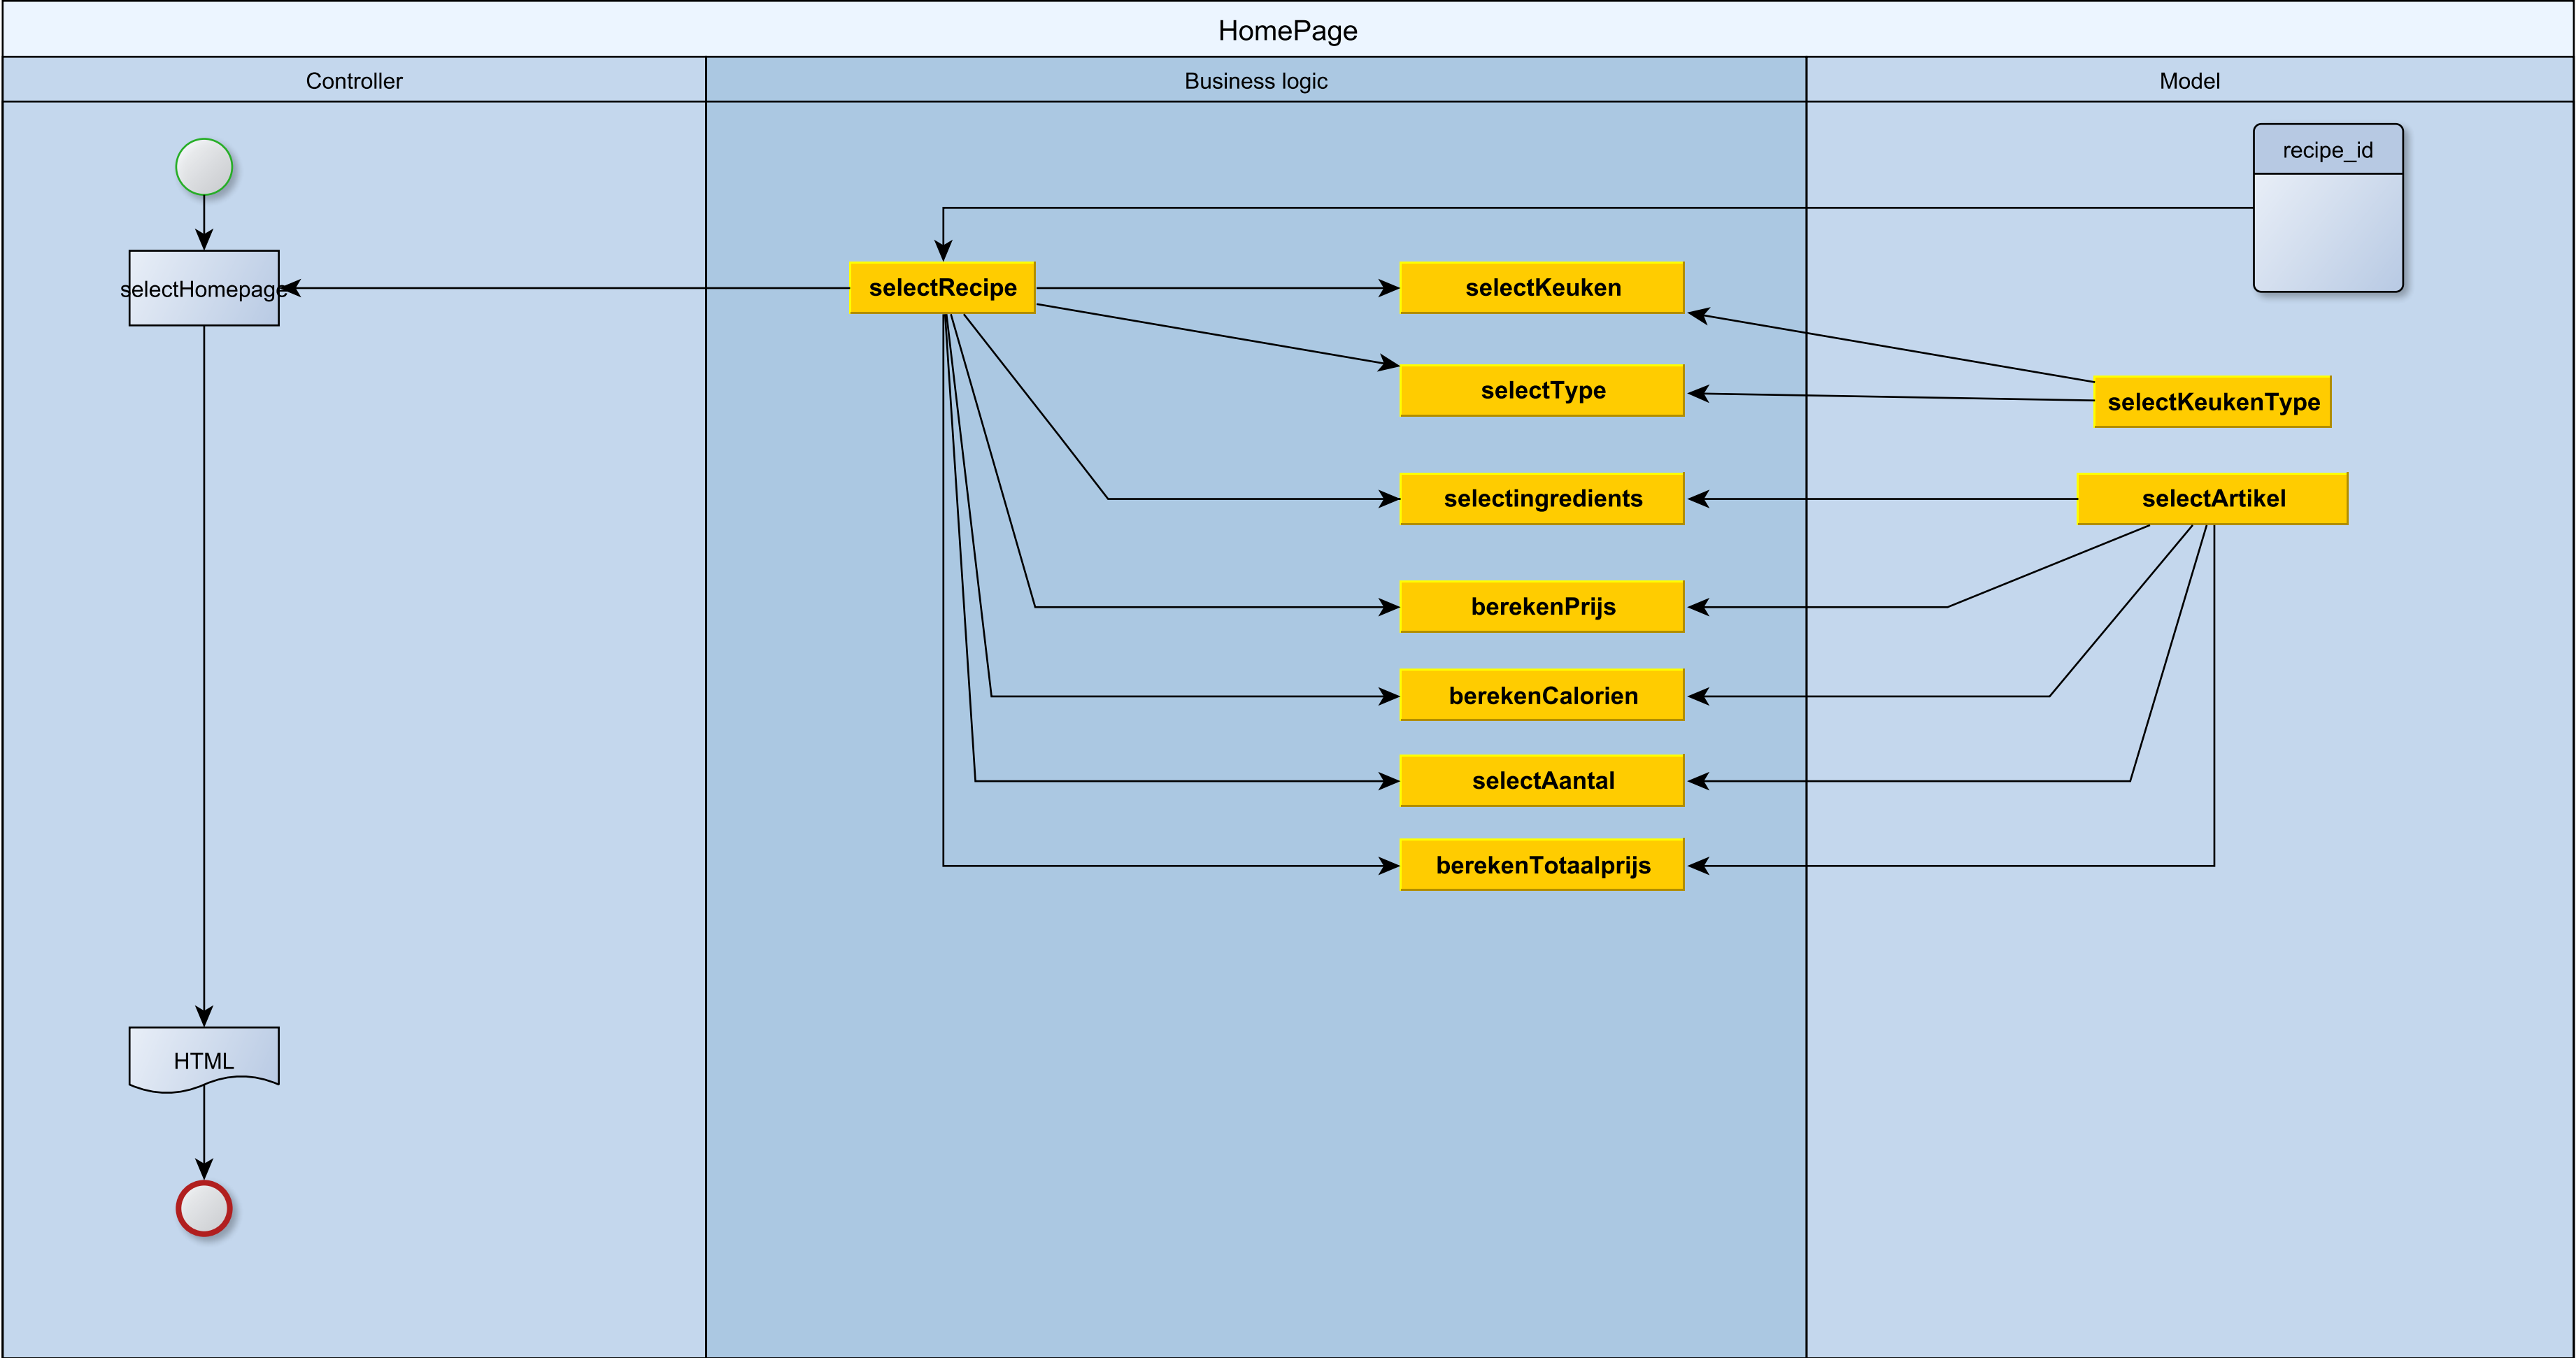 HomePage
Controller
Business logic
Model
recipe_id
selectHomepage
selectRecipe
selectKeuken
selectType
selectKeukenType
selectingredients
selectArtikel
berekenPrijs
berekenCalorien
selectAantal
berekenTotaalprijs
HTML